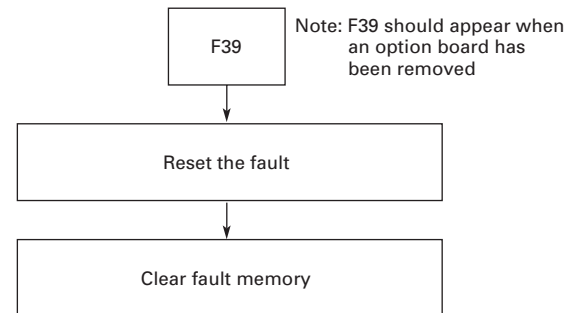 F39
Note: F39 should appear when
an option board has
been removed
Reset the fault
Clear fault memory